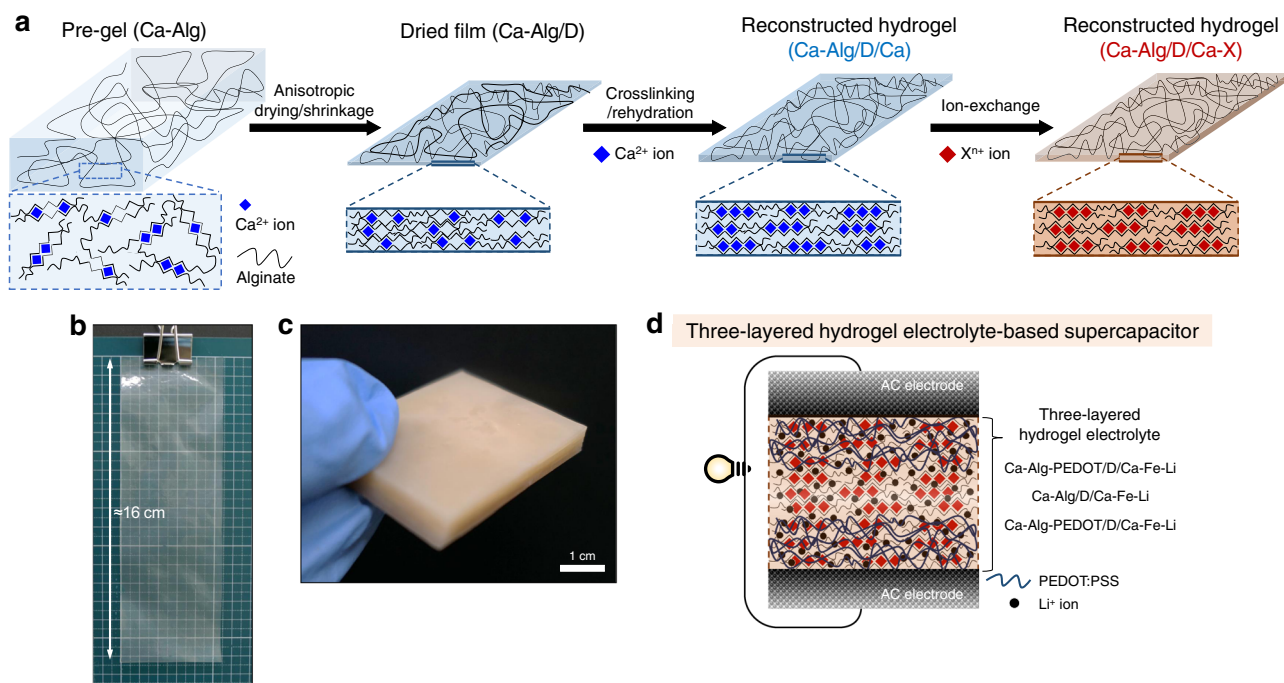 a
Pre-gel (Ca-Alg)
Anisotropic
drying/shrinkage
Dried film (Ca-Alg/D)
Crosslinking
/rehydration
Ca²⁺ ion
Reconstructed hydrogel
(Ca-Alg/D/Ca)
Ion-exchange
Xⁿ⁺ ion
Reconstructed hydrogel
(Ca-Alg/D/Ca-X)
Ca²⁺ ion
Alginate
b
≈16 cm
c
1 cm
d
Three-layered hydrogel electrolyte-based supercapacitor
AC electrode
Three-layered
hydrogel electrolyte
Ca-Alg-PEDOT/D/Ca-Fe-Li
Ca-Alg/D/Ca-Fe-Li
Ca-Alg-PEDOT/D/Ca-Fe-Li
AC electrode
PEDOT:PSS
Li⁺ ion